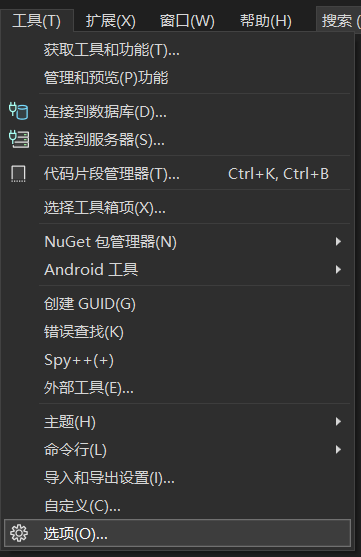 工具(T) 扩展(X) 窗口(W) 帮助(H) 搜索 (
获取工具和功能(T)...
管理和预览(P)功能
连接到数据库(D)...
连接到服务器(S)...
代码片段管理器(T)... Ctrl+K, Ctrl+B
选择工具箱项(X)...
NuGet 包管理器(N)
Android 工具
创建 GUID(G)
错误查找(K)
Spy++(+)
外部工具(E)...
主题(H)
命令行(L)
导入和导出设置(I)...
自定义(C)...
选项(O)...